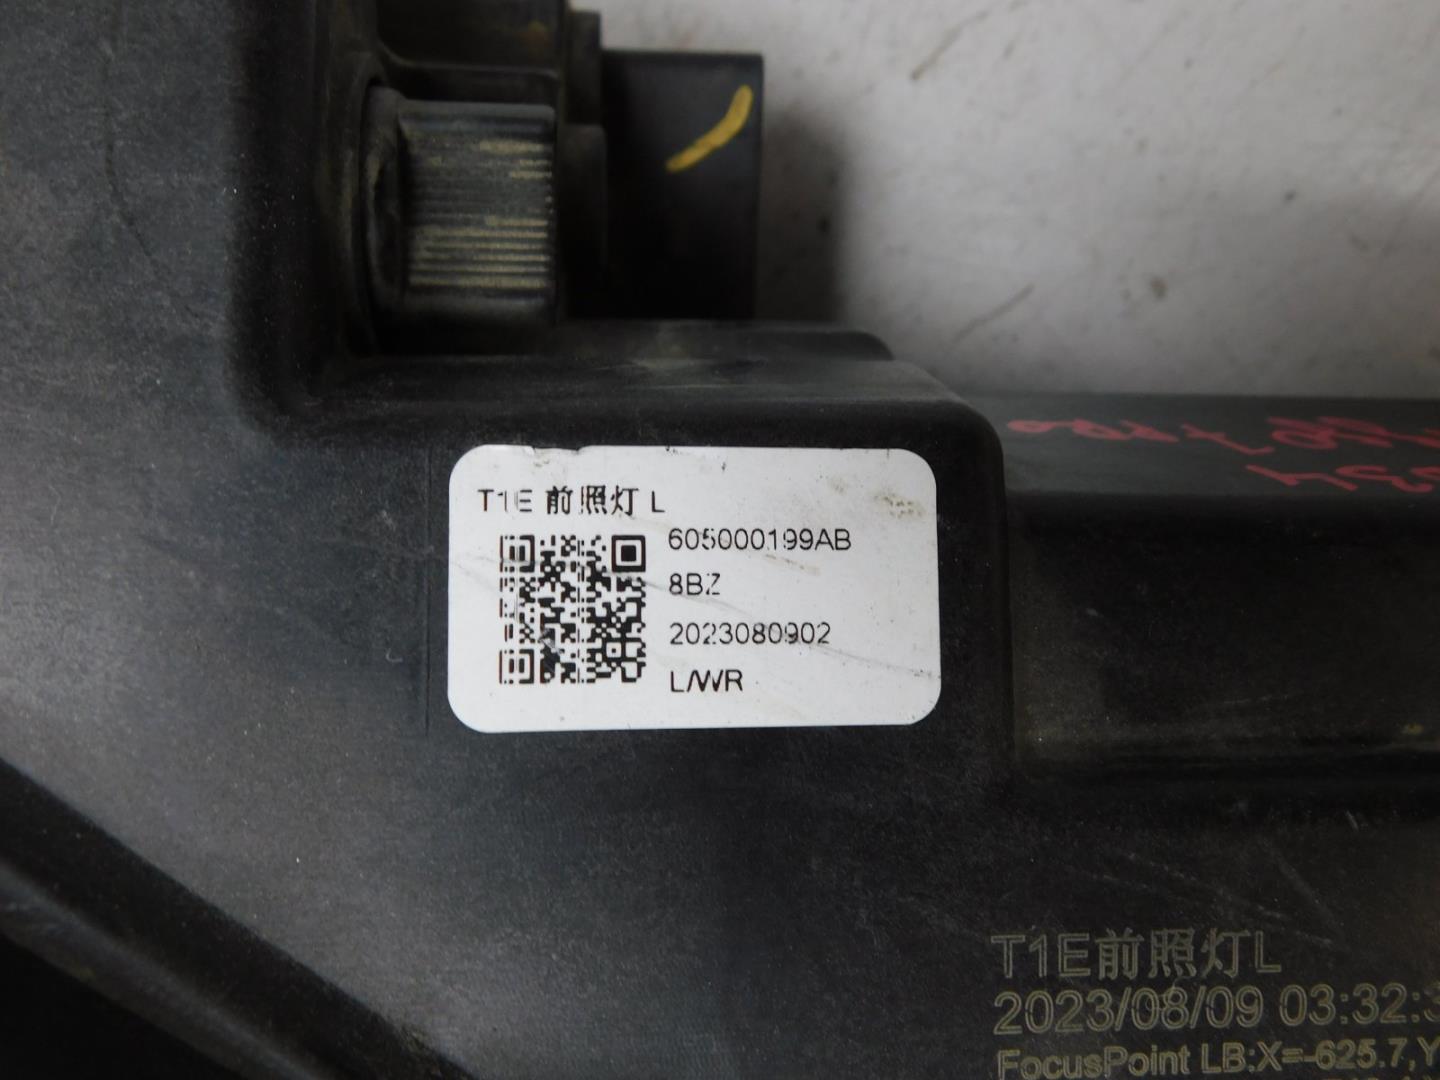 T1E 前照灯 L
605000199AB
8BZ
2023080902
L/WR
T1E前照灯L
2023/08/09 03:32:3
FocusPoint LB:X=-625.7,Y